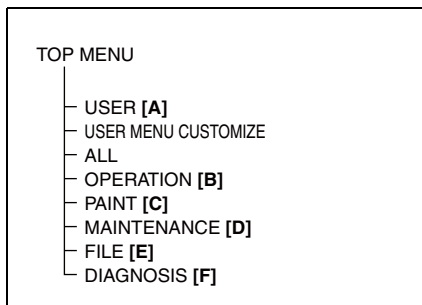 TOP MENU
USER [A]
USER MENU CUSTOMIZE
ALL
OPERATION [B]
PAINT [C]
MAINTENANCE [D]
FILE [E]
DIAGNOSIS [F]